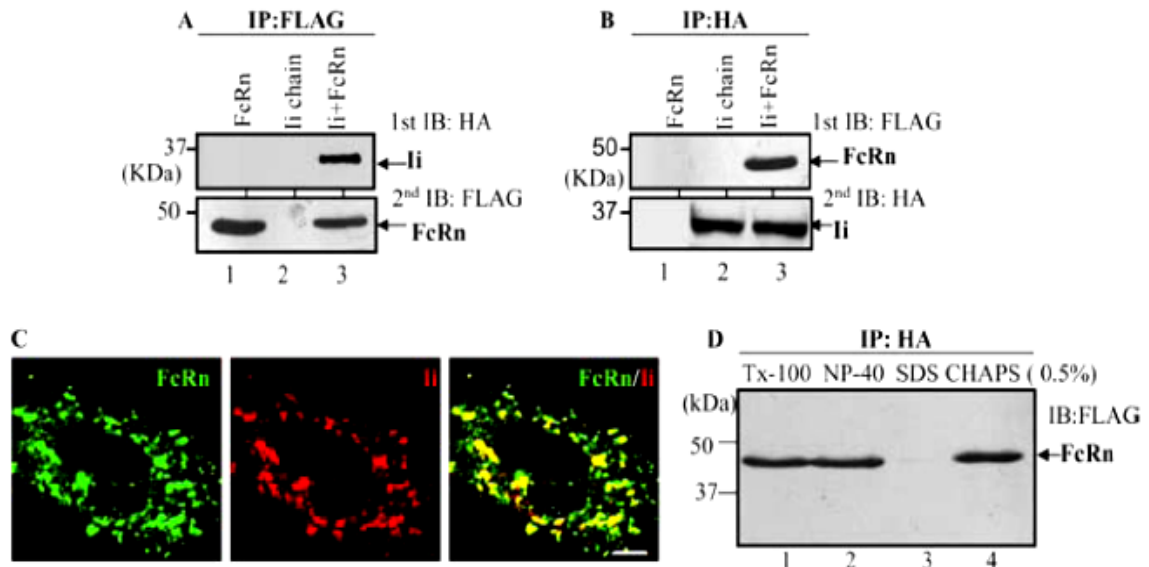 A IP:FLAG
FcRn
Ii chain
Ii+FcRn
1st IB: HA
37
(KDa)
Ii
2nd IB: FLAG
50
FcRn
1 2 3
B IP:HA
FcRn
Ii chain
Ii+FcRn
1st IB: FLAG
50
(KDa)
FcRn
2nd IB: HA
37
Ii
1 2 3
C
FcRn
Ii
FcRn/Ii
D IP: HA
Tx-100 NP-40 SDS CHAPS ( 0.5%)
(kDa)
IB:FLAG
50
FcRn
37
1 2 3 4